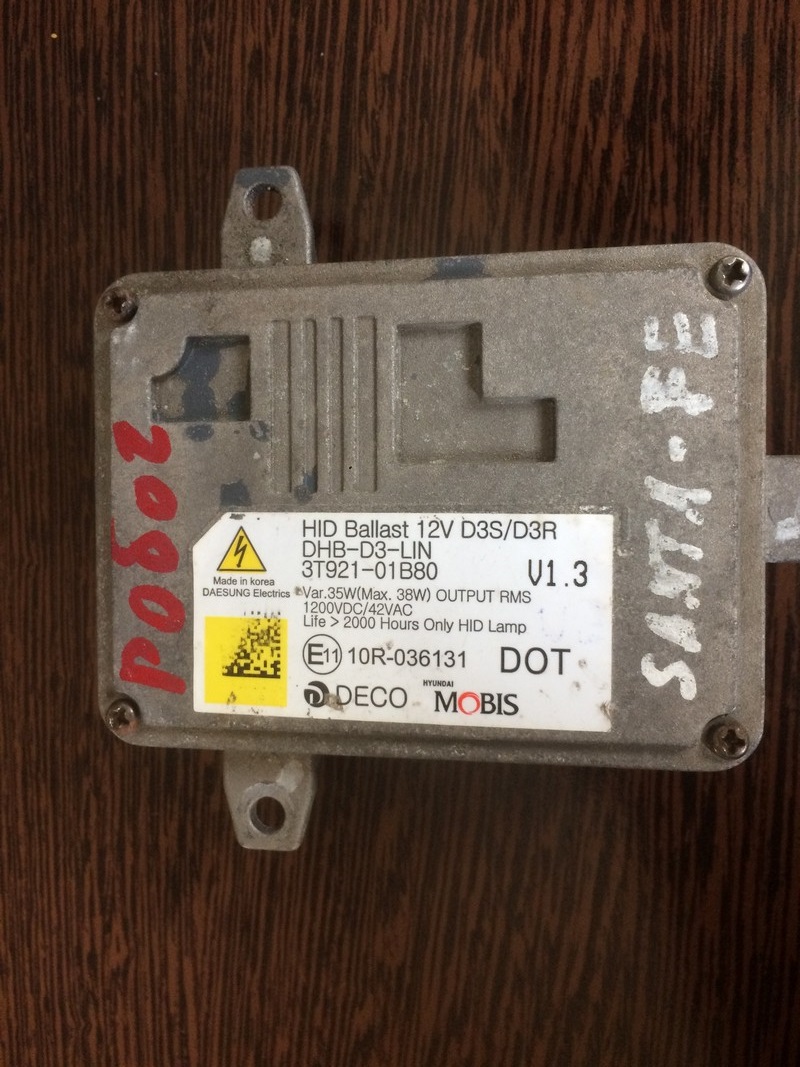 HID Ballast 12V D3S/D3R
DHB-D3-LIN
3T921-01B80
V1.3
Made in korea
DAESUNG Electrics
Var.35W(Max. 38W) OUTPUT RMS
1200VDC/42VAC
Life > 2000 Hours Only HID Lamp
E11 10R-036131 DOT
DECO HYUNDAI MOBIS
SANTA-FE